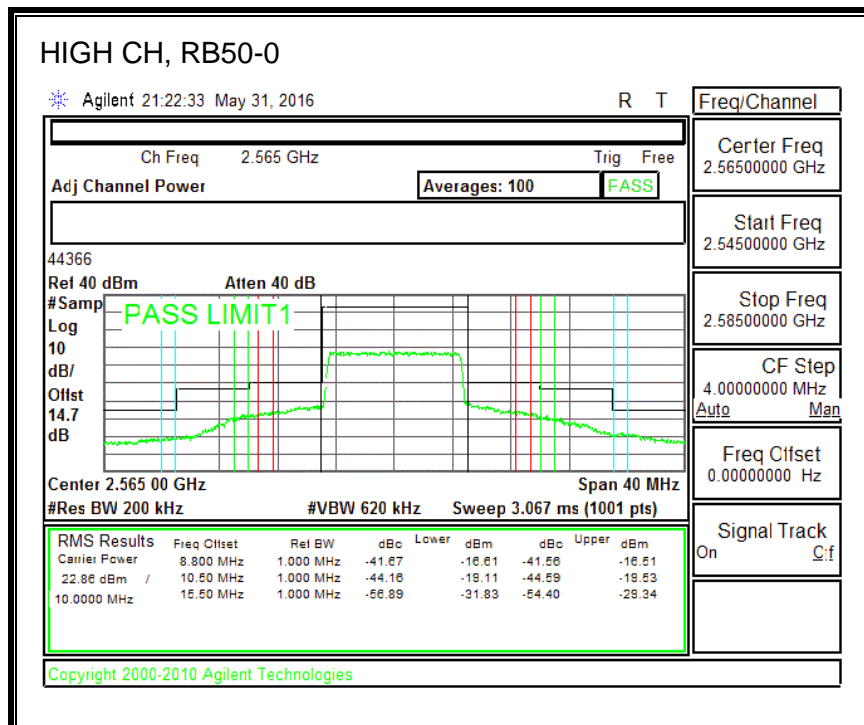 HIGH CH, RB50-0
Agilent 21:22:33 May 31, 2016 R T
Freq/Channel
Ch Freq 2.565 GHz Trig Free
Adj Channel Power Averages: 100 PASS
Center Freq
2.56500000 GHz
Start Freq
2.54500000 GHz
44366
Ref 40 dBm Atten 40 dB
#Samp
Log
10
dB/
Offst
14.7
dB
PASS LIMIT1
Stop Freq
2.58500000 GHz
CF Step
4.00000000 MHz
Auto Man
Freq Offset
0.00000000 Hz
Center 2.565 00 GHz Span 40 MHz
#Res BW 200 kHz #VBW 620 kHz Sweep 3.067 ms (1001 pts)
Signal Track
On Off
RMS Results Freq Offset Ref BW dBc Lower dBm dBc Upper dBm
Carrier Power 8.800 MHz 1.000 MHz -41.67 -16.61 -41.56 -16.51
22.86 dBm / 10.50 MHz 1.000 MHz -44.16 -19.11 -44.59 -19.53
10.0000 MHz 15.50 MHz 1.000 MHz -56.89 -31.83 -54.40 -29.34
Copyright 2000-2010 Agilent Technologies